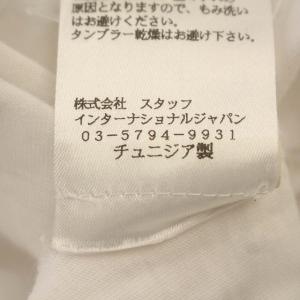 原因となりますので、もみ洗い
はお避けください。
タンブラー乾燥はお避け下さい。
株式会社 スタッフ
インターナショナルジャパン
03-5794-9931
チュニジア製